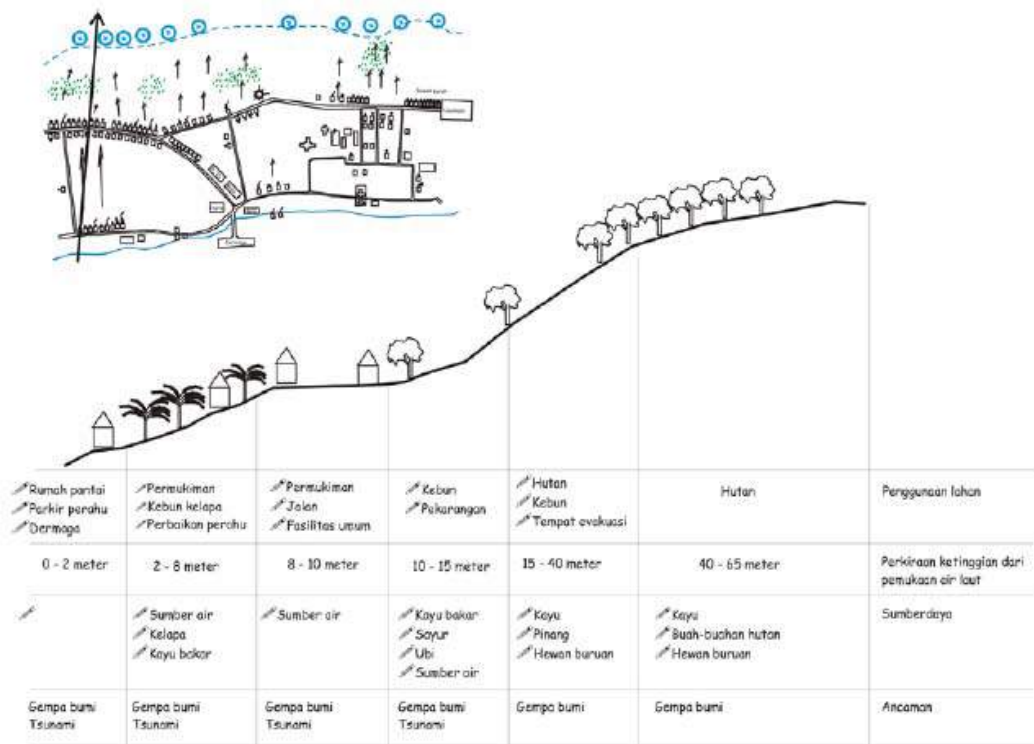 Rumah pantai
Parkir perahu
Dermaga
Permukiman
Kebun kelapa
Perbaikan perahu
Permukiman
Jalan
Fasilitas umum
Kebun
Pekarangan
Hutan
Kebun
Tempat evakuasi
Hutan
Penggunaan lahan
0 - 2 meter
2 - 8 meter
8 - 10 meter
10 - 15 meter
15 - 40 meter
40 - 65 meter
Perkiraan ketinggian dari
pemukaan air laut
Sumber air
Kelapa
Kayu bakar
Sumber air
Kayu bakar
Sayur
Ubi
Sumber air
Kayu
Pinang
Hewan buruan
Kayu
Buah-buahan hutan
Hewan buruan
Sumberdaya
Gempa bumi
Tsunami
Gempa bumi
Tsunami
Gempa bumi
Tsunami
Gempa bumi
Tsunami
Gempa bumi
Gempa bumi
Ancaman